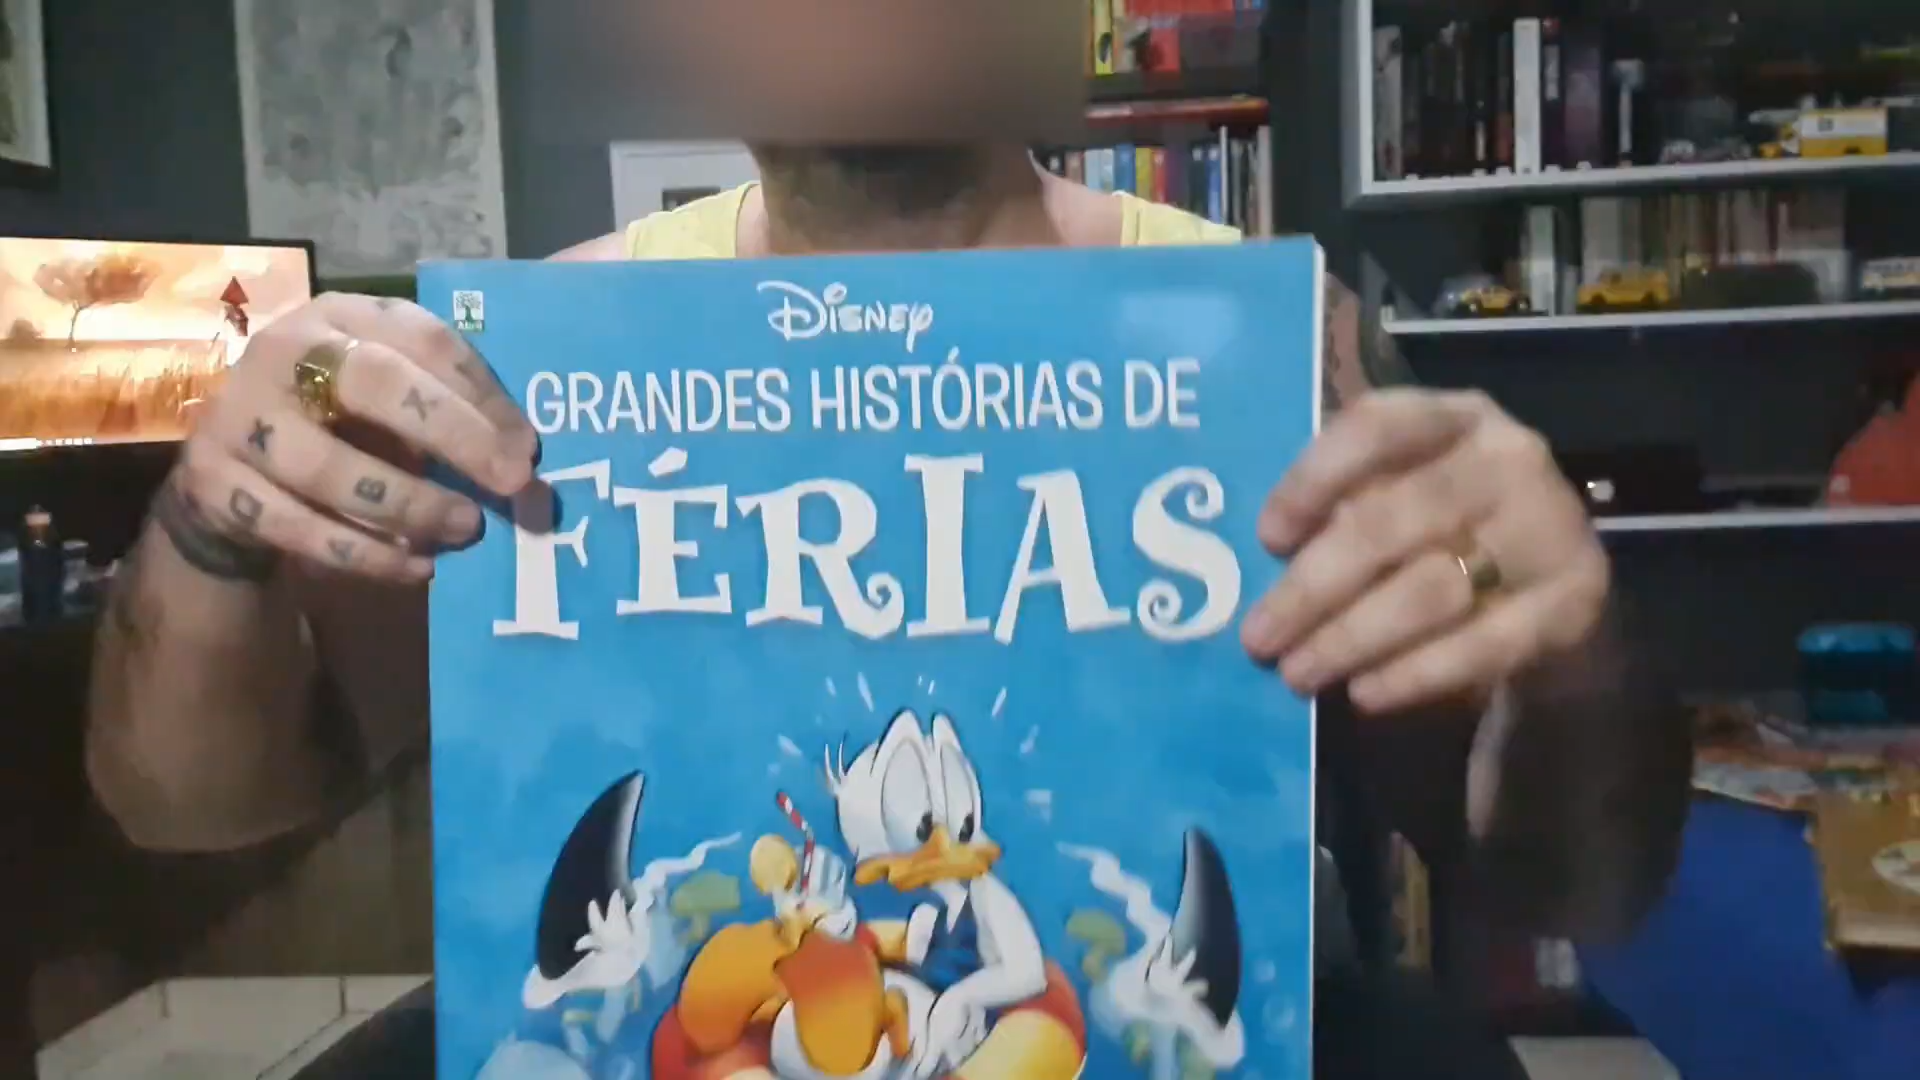 Abril
Disney
GRANDES HISTÓRIAS DE
FÉRIAS
X
X
B